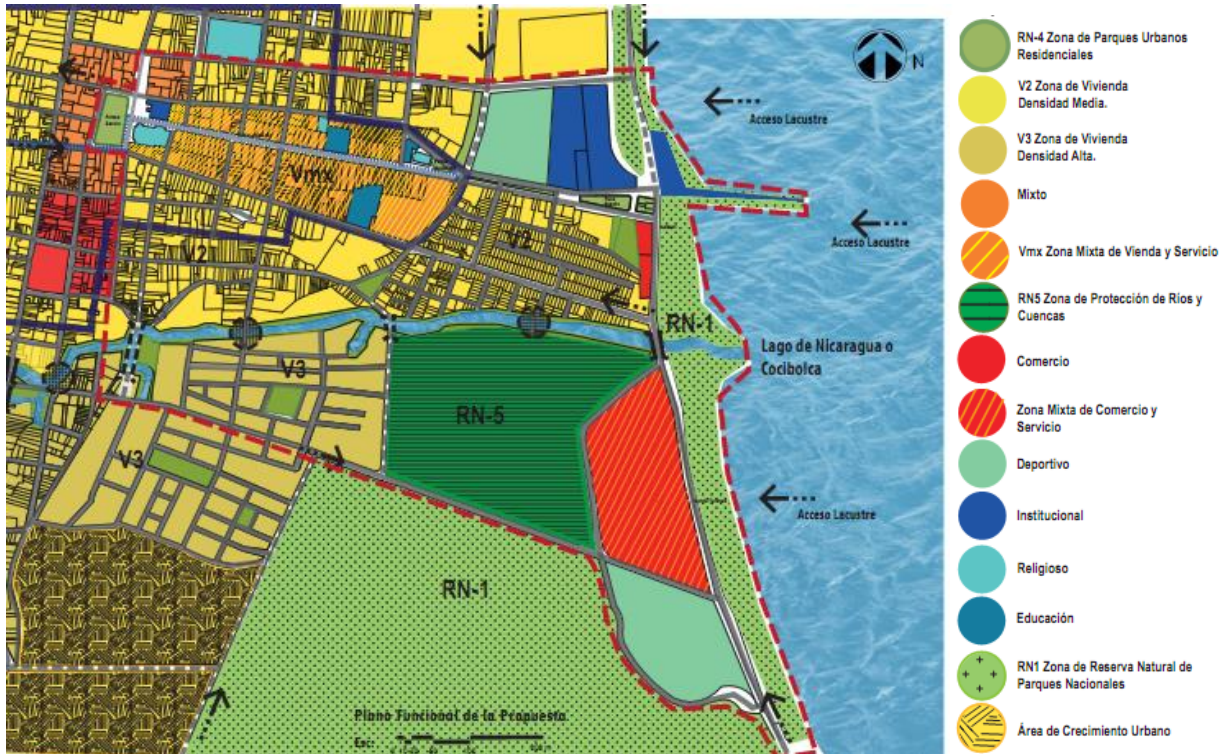 N
Acceso Lacustre
Vmx
Acceso Lacustre
V2
V2
RN-1
Lago de Nicaragua o
Cocibolca
V3
RN-5
V3
Acceso Lacustre
RN-1
Plano Funcional de la Propuesta
Esc:
RN-4 Zona de Parques Urbanos
Residenciales
V2 Zona de Vivienda
Densidad Media.
V3 Zona de Vivienda
Densidad Alta.
Mixto
Vmx Zona Mixta de Vienda y Servicio
RN5 Zona de Protección de Ríos y
Cuencas
Comercio
Zona Mixta de Comercio y
Servicio
Deportivo
Institucional
Religioso
Educación
RN1 Zona de Reserva Natural de
Parques Nacionales
Área de Crecimiento Urbano